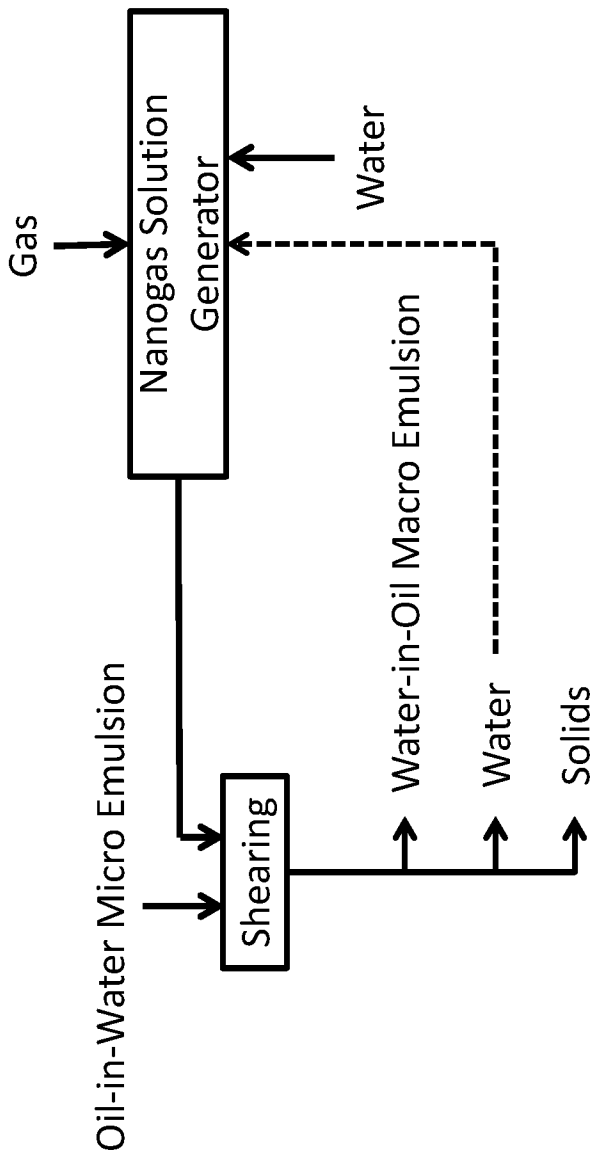 Gas
Nanogas Solution
Generator
Water
Oil-in-Water Micro Emulsion
Shearing
Water-in-Oil Macro Emulsion
Water
Solids